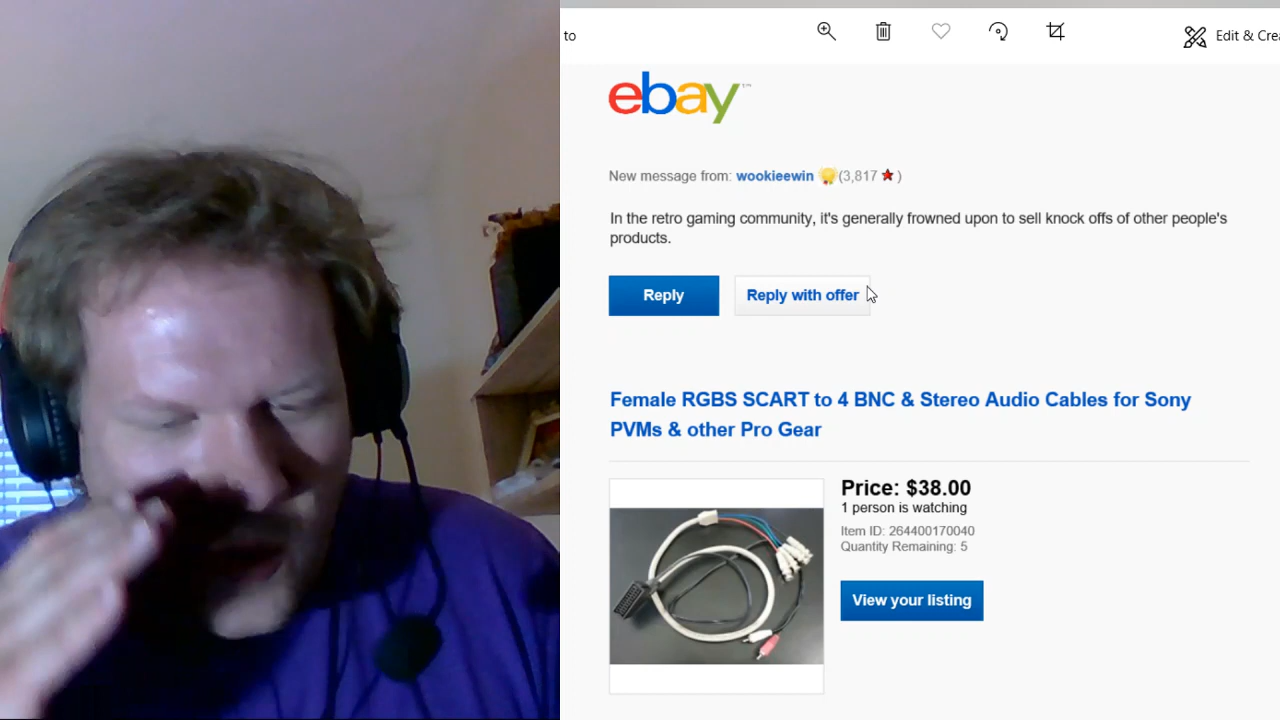 to
Edit & Crea
ebay™
New message from: wookieewin (3,817 ★ )
In the retro gaming community, it's generally frowned upon to sell knock offs of other people's
products.
Reply
Reply with offer
Female RGBS SCART to 4 BNC & Stereo Audio Cables for Sony
PVMs & other Pro Gear
Price: $38.00
1 person is watching
Item ID: 264400170040
Quantity Remaining: 5
View your listing